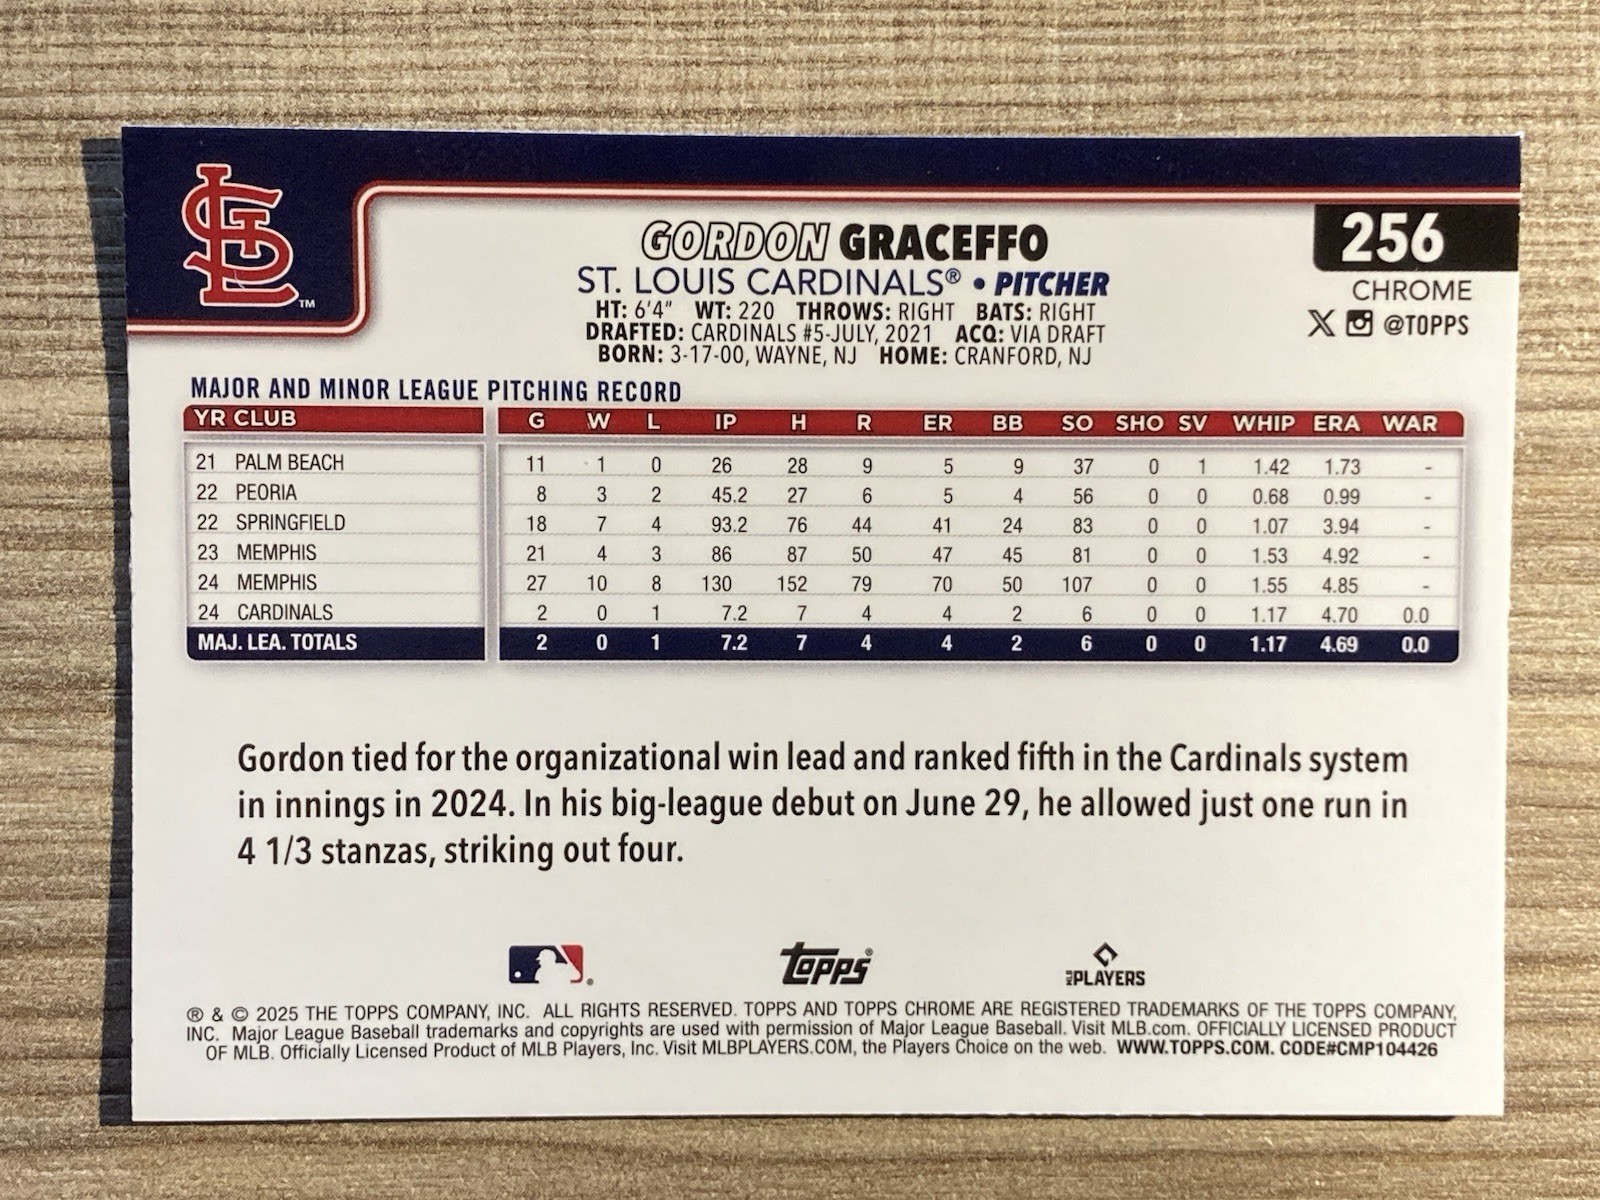 STL ™
GORDON GRACEFFO
ST. LOUIS CARDINALS® • PITCHER
HT: 6'4" WT: 220 THROWS: RIGHT BATS: RIGHT
DRAFTED: CARDINALS #5-JULY, 2021 ACQ: VIA DRAFT
BORN: 3-17-00, WAYNE, NJ HOME: CRANFORD, NJ
256
CHROME
X @TOPPS
MAJOR AND MINOR LEAGUE PITCHING RECORD
YR CLUB G W L IP H R ER BB SO SHO SV WHIP ERA WAR
21 PALM BEACH 11 1 0 26 28 9 5 9 37 0 1 1.42 1.73 -
22 PEORIA 8 3 2 45.2 27 6 5 4 56 0 0 0.68 0.99 -
22 SPRINGFIELD 18 7 4 93.2 76 44 41 24 83 0 0 1.07 3.94 -
23 MEMPHIS 21 4 3 86 87 50 47 45 81 0 0 1.53 4.92 -
24 MEMPHIS 27 10 8 130 152 79 70 50 107 0 0 1.55 4.85 -
24 CARDINALS 2 0 1 7.2 7 4 4 2 6 0 0 1.17 4.70 0.0
MAJ. LEA. TOTALS 2 0 1 7.2 7 4 4 2 6 0 0 1.17 4.69 0.0
Gordon tied for the organizational win lead and ranked fifth in the Cardinals system
in innings in 2024. In his big-league debut on June 29, he allowed just one run in
4 1/3 stanzas, striking out four.
® Topps® MLB PLAYERS
® & © 2025 THE TOPPS COMPANY, INC. ALL RIGHTS RESERVED. TOPPS AND TOPPS CHROME ARE REGISTERED TRADEMARKS OF THE TOPPS COMPANY,
INC. Major League Baseball trademarks and copyrights are used with permission of Major League Baseball. Visit MLB.com. OFFICIALLY LICENSED PRODUCT
OF MLB. Officially Licensed Product of MLB Players, Inc. Visit MLBPLAYERS.COM, the Players Choice on the web. WWW.TOPPS.COM. CODE#CMP104426